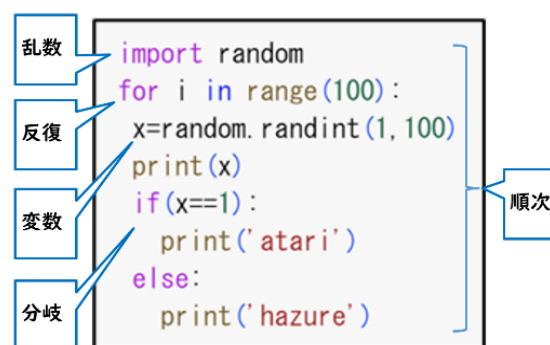 乱数
反復
変数
分岐
import random
for i in range(100):
x=random.randint(1,100)
print(x)
if(x==1):
print('atari')
else:
print('hazure')
順次